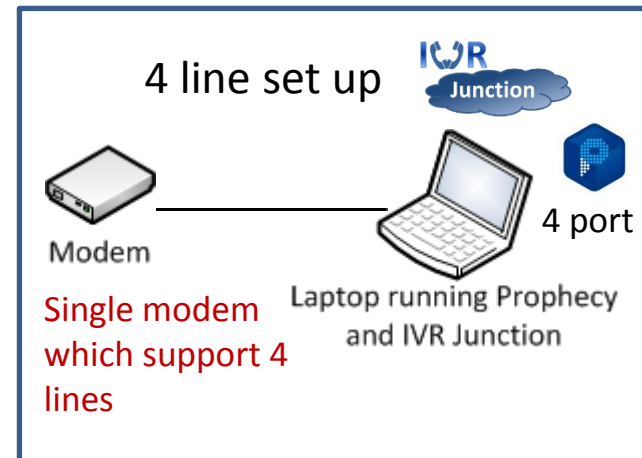 4 line set up
IVR
Junction
4 port
Modem
Laptop running Prophecy
and IVR Junction
Single modem
which support 4
lines